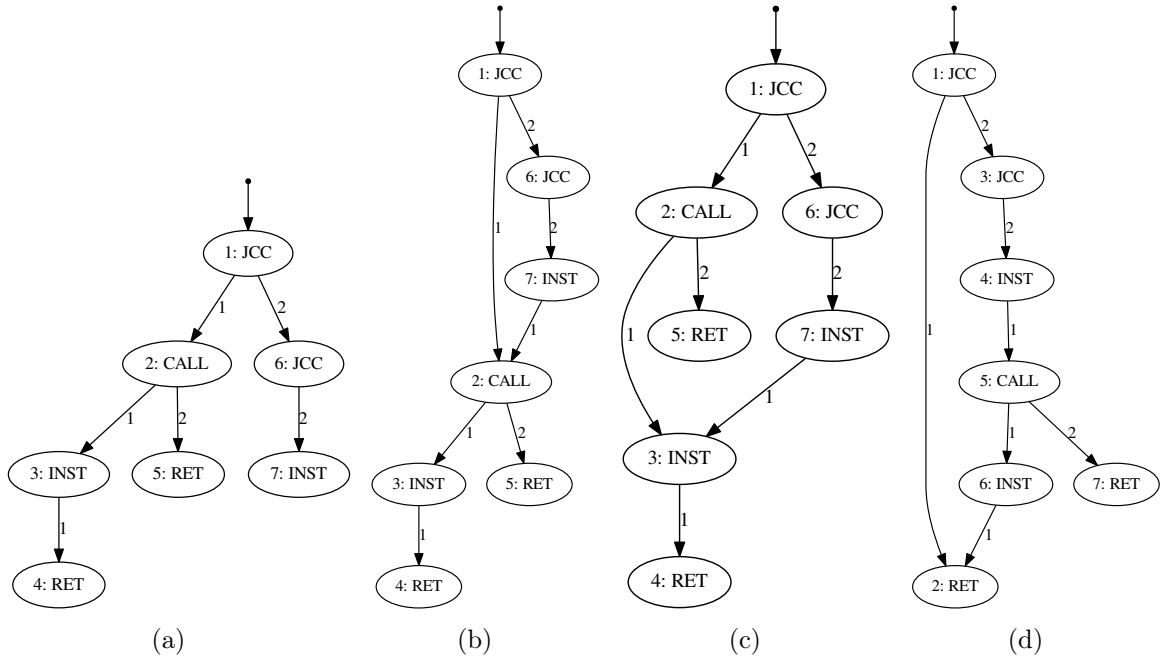 1: JCC
1
2
2: CALL
6: JCC
1
2
2
3: INST
5: RET
7: INST
1
4: RET
(a)
1: JCC
2
6: JCC
1
2
7: INST
1
2: CALL
1
2
3: INST
5: RET
1
4: RET
(b)
1: JCC
1
2
2: CALL
6: JCC
2
2
1
5: RET
7: INST
1
3: INST
1
4: RET
(c)
1: JCC
2
3: JCC
2
4: INST
1
1
5: CALL
1
2
6: INST
7: RET
1
2: RET
(d)